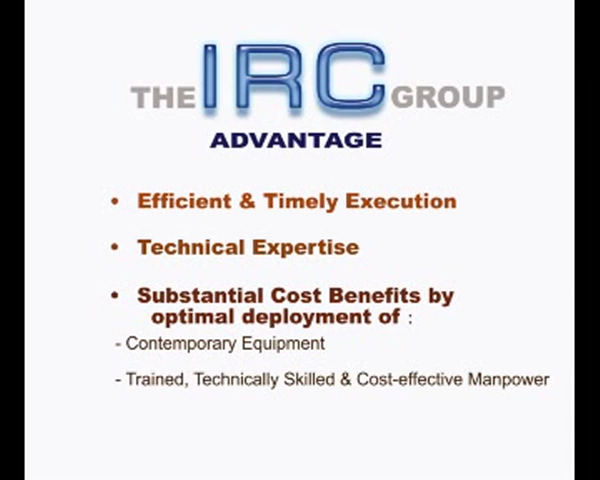 THE IRC GROUP
ADVANTAGE
• Efficient & Timely Execution
• Technical Expertise
• Substantial Cost Benefits by
optimal deployment of :
- Contemporary Equipment
- Trained, Technically Skilled & Cost-effective Manpower